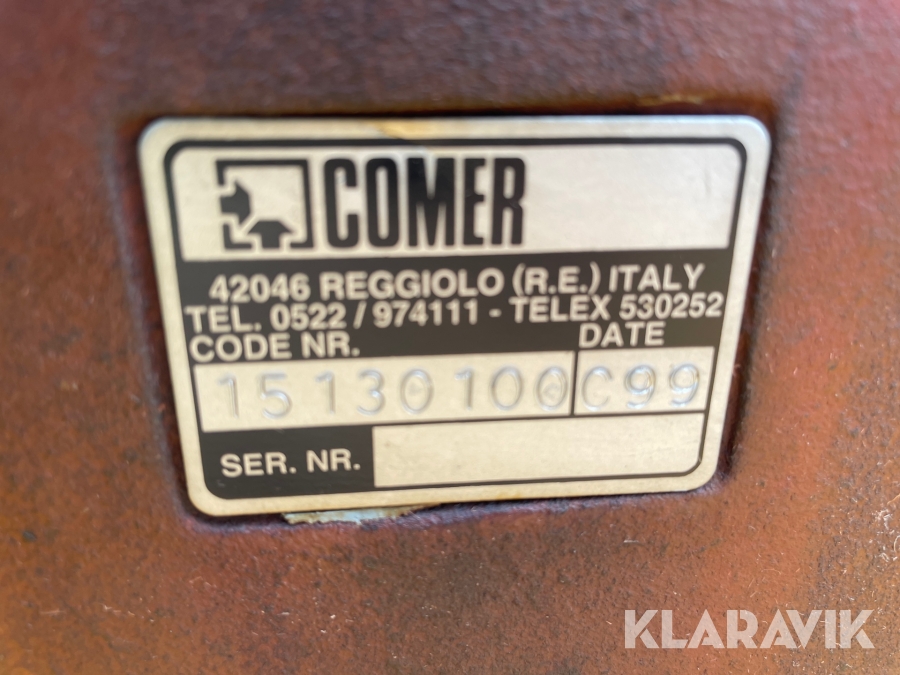 COMER
42046 REGGIOLO (R.E.) ITALY
TEL. 0522 / 974111 - TELEX 530252
CODE NR. DATE
15130100 C99
SER. NR.
KLARAVIK